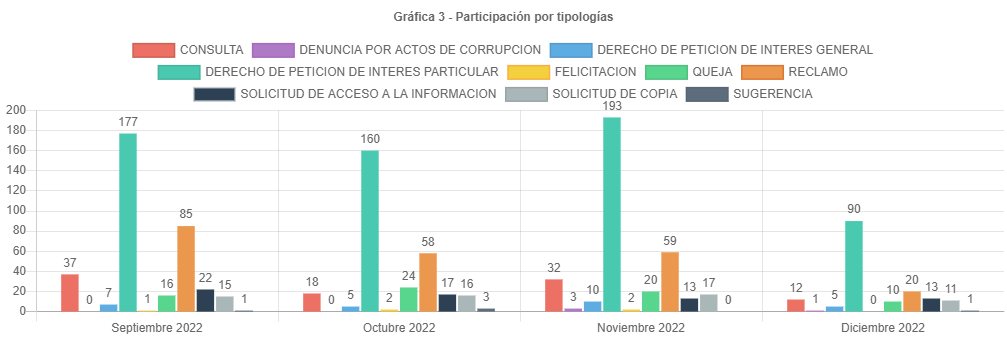 Gráfica 3 - Participación por tipologías
CONSULTA DENUNCIA POR ACTOS DE CORRUPCION DERECHO DE PETICION DE INTERES GENERAL
DERECHO DE PETICION DE INTERES PARTICULAR FELICITACION QUEJA RECLAMO
SOLICITUD DE ACCESO A LA INFORMACION SOLICITUD DE COPIA SUGERENCIA
200
180
160
140
120
100
80
60
40
20
0
37 0 7 177 1 16 85 22 15 1
18 0 5 160 2 24 58 17 16 3
32 3 10 193 2 20 59 13 17 0
12 1 5 90 0 10 20 13 11 1
Septiembre 2022 Octubre 2022 Noviembre 2022 Diciembre 2022